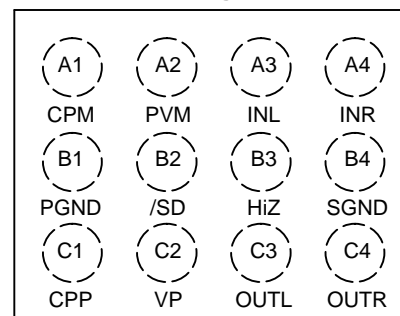 A1 A2 A3 A4
CPM PVM INL INR
B1 B2 B3 B4
PGND /SD HiZ SGND
C1 C2 C3 C4
CPP VP OUTL OUTR